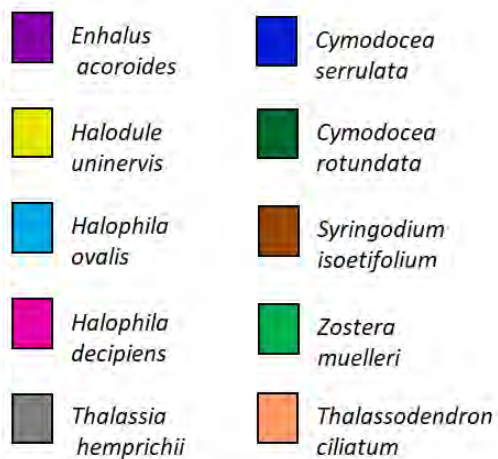 Enhalus
acoroides
Halodule
uninervis
Halophila
ovalis
Halophila
decipiens
Thalassia
hemprichii
Cymodocea
serrulata
Cymodocea
rotundata
Syringodium
isoetifolium
Zostera
muelleri
Thalassodendron
ciliatum